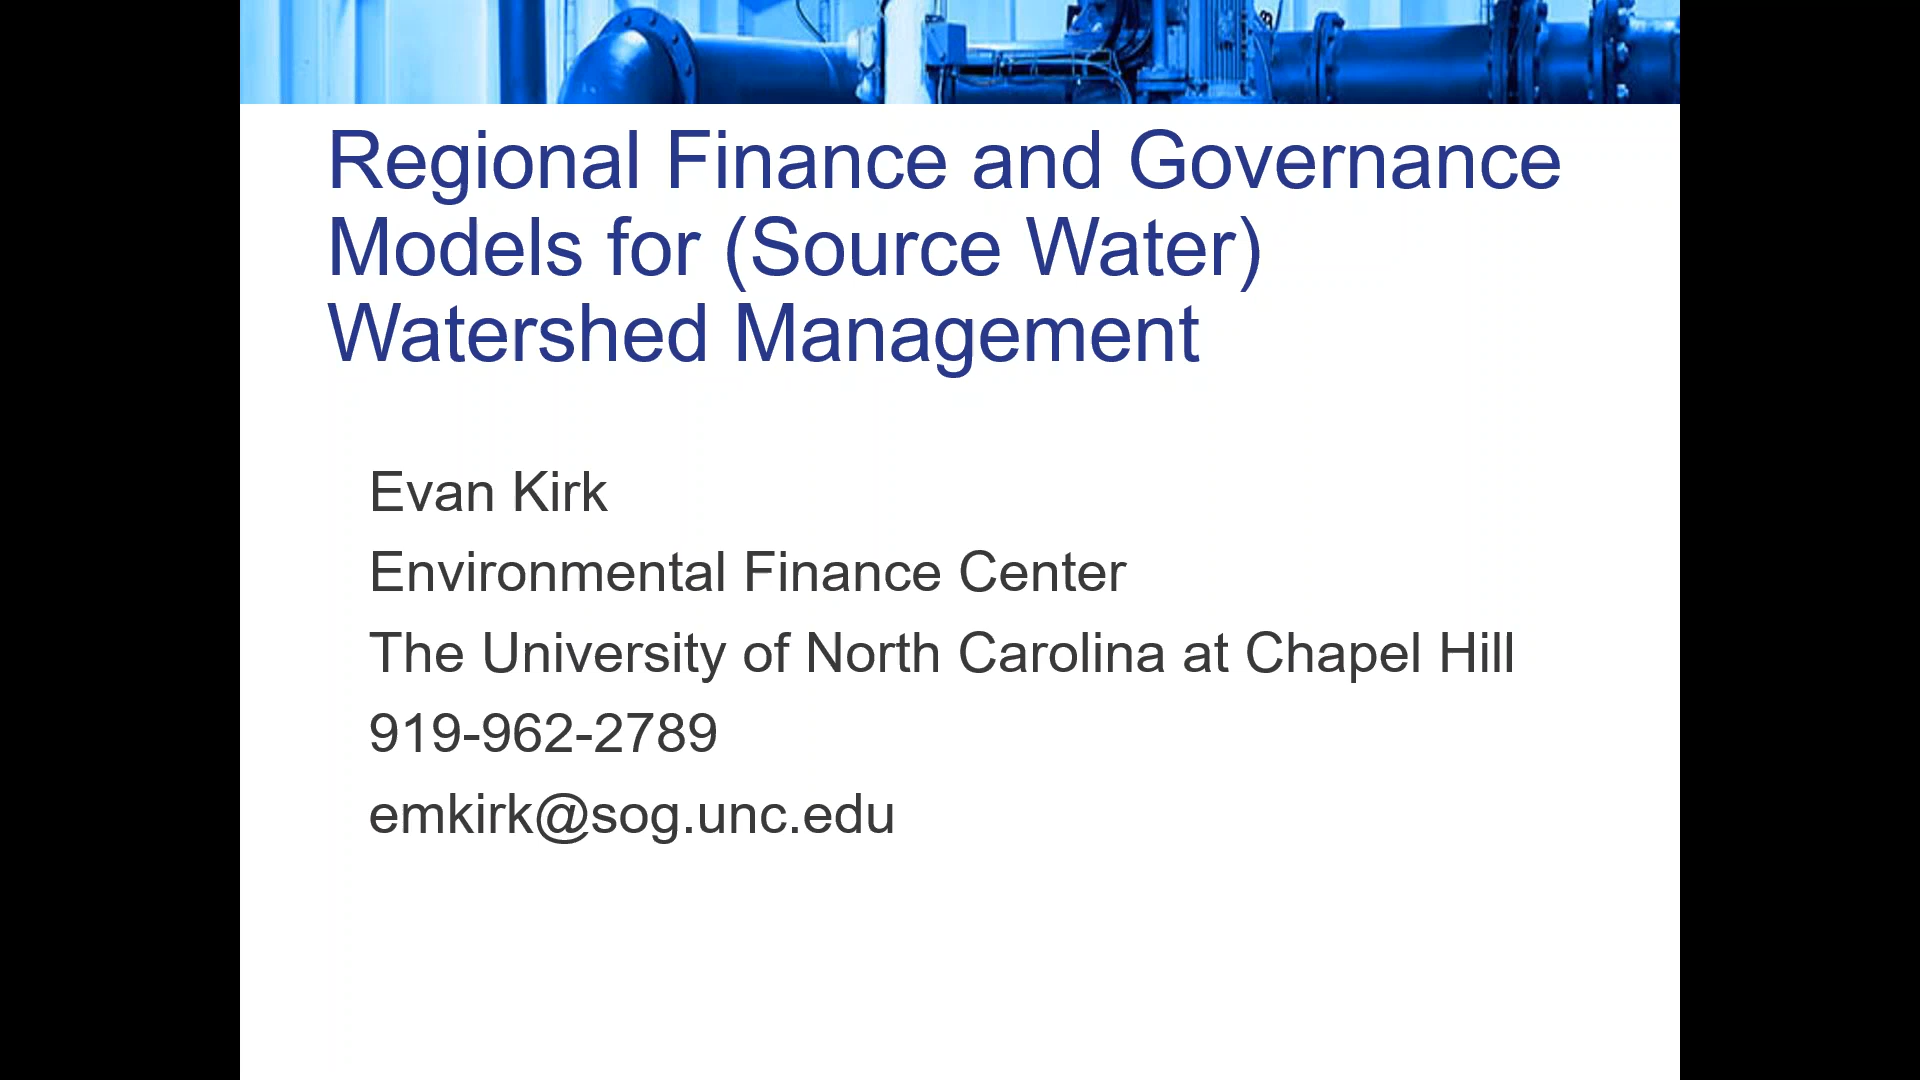 Regional Finance and Governance
Models for (Source Water)
Watershed Management
Evan Kirk
Environmental Finance Center
The University of North Carolina at Chapel Hill
919-962-2789
emkirk@sog.unc.edu